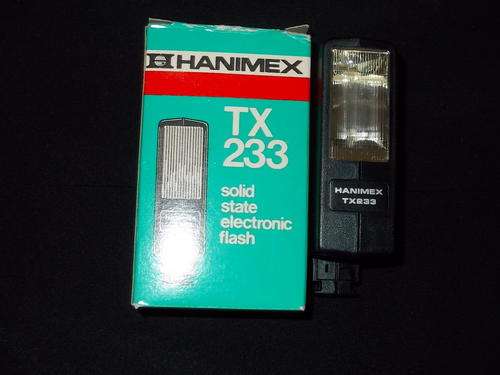 HANIMEX
TX
233
solid
state
electronic
flash
HANIMEX
TX233